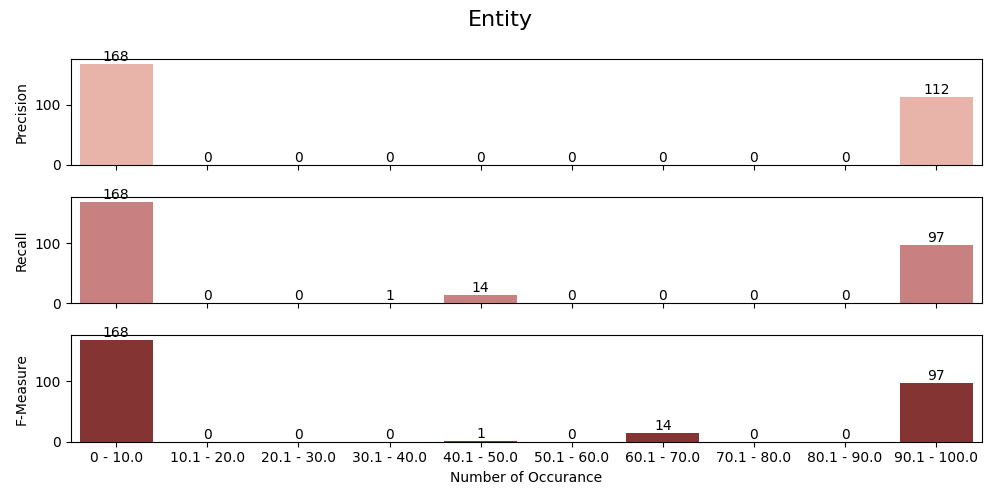 Entity
168 0 0 0 0 0 0 0 0 112
100
0
Precision
168 0 0 1 14 0 0 0 0 97
100
0
Recall
168 0 0 0 1 0 14 0 0 97
100
0
F-Measure
0 - 10.0 10.1 - 20.0 20.1 - 30.0 30.1 - 40.0 40.1 - 50.0 50.1 - 60.0 60.1 - 70.0 70.1 - 80.0 80.1 - 90.0 90.1 - 100.0
Number of Occurance